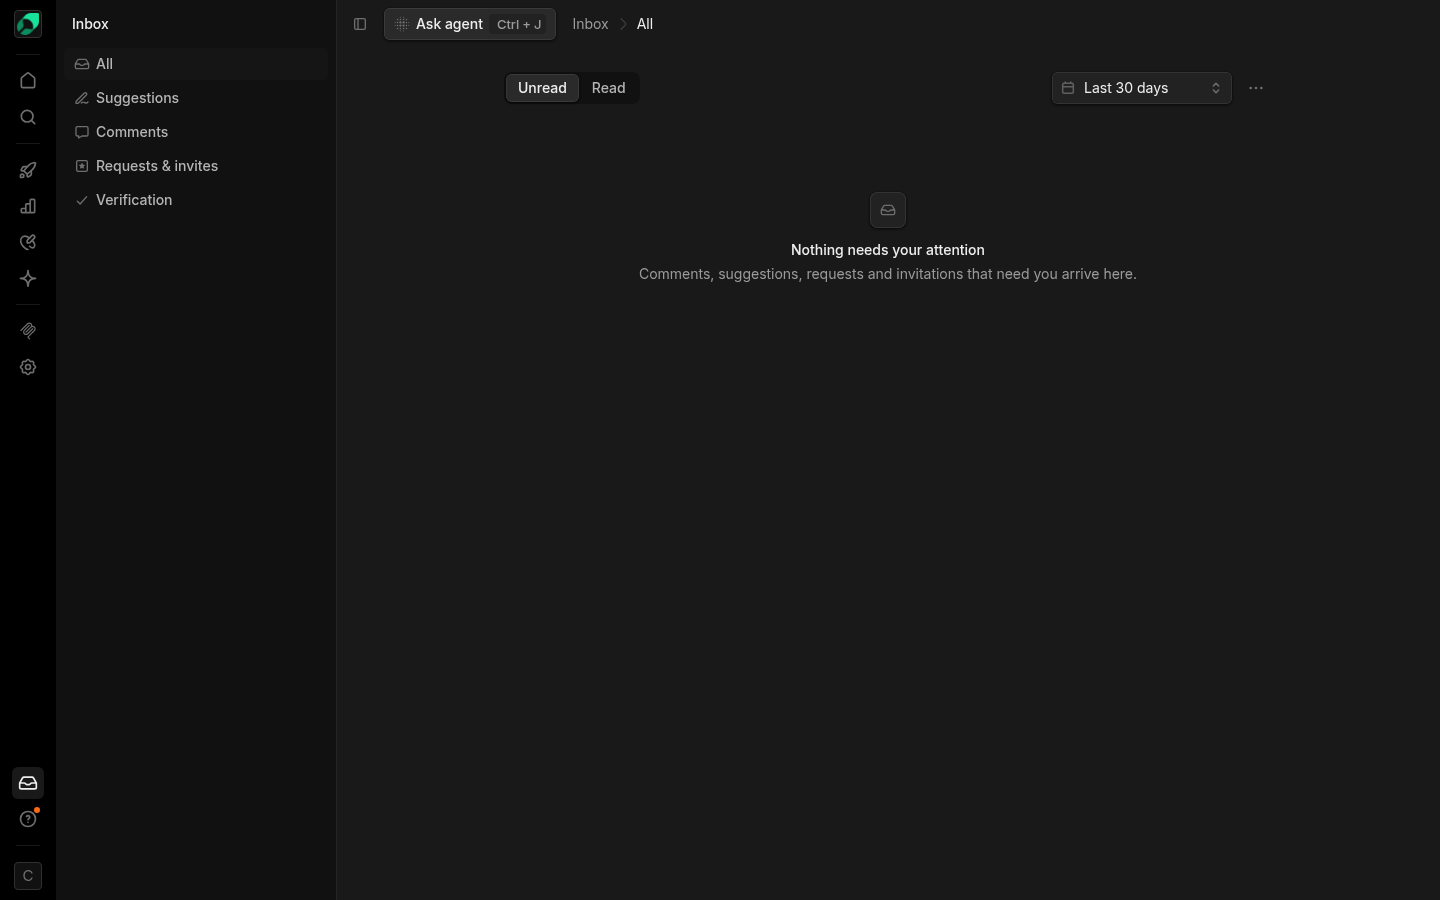 Inbox
All
Suggestions
Comments
Requests & invites
Verification
Ask agent Ctrl + J Inbox All
Unread Read Last 30 days
Nothing needs your attention
Comments, suggestions, requests and invitations that need you arrive here.
C